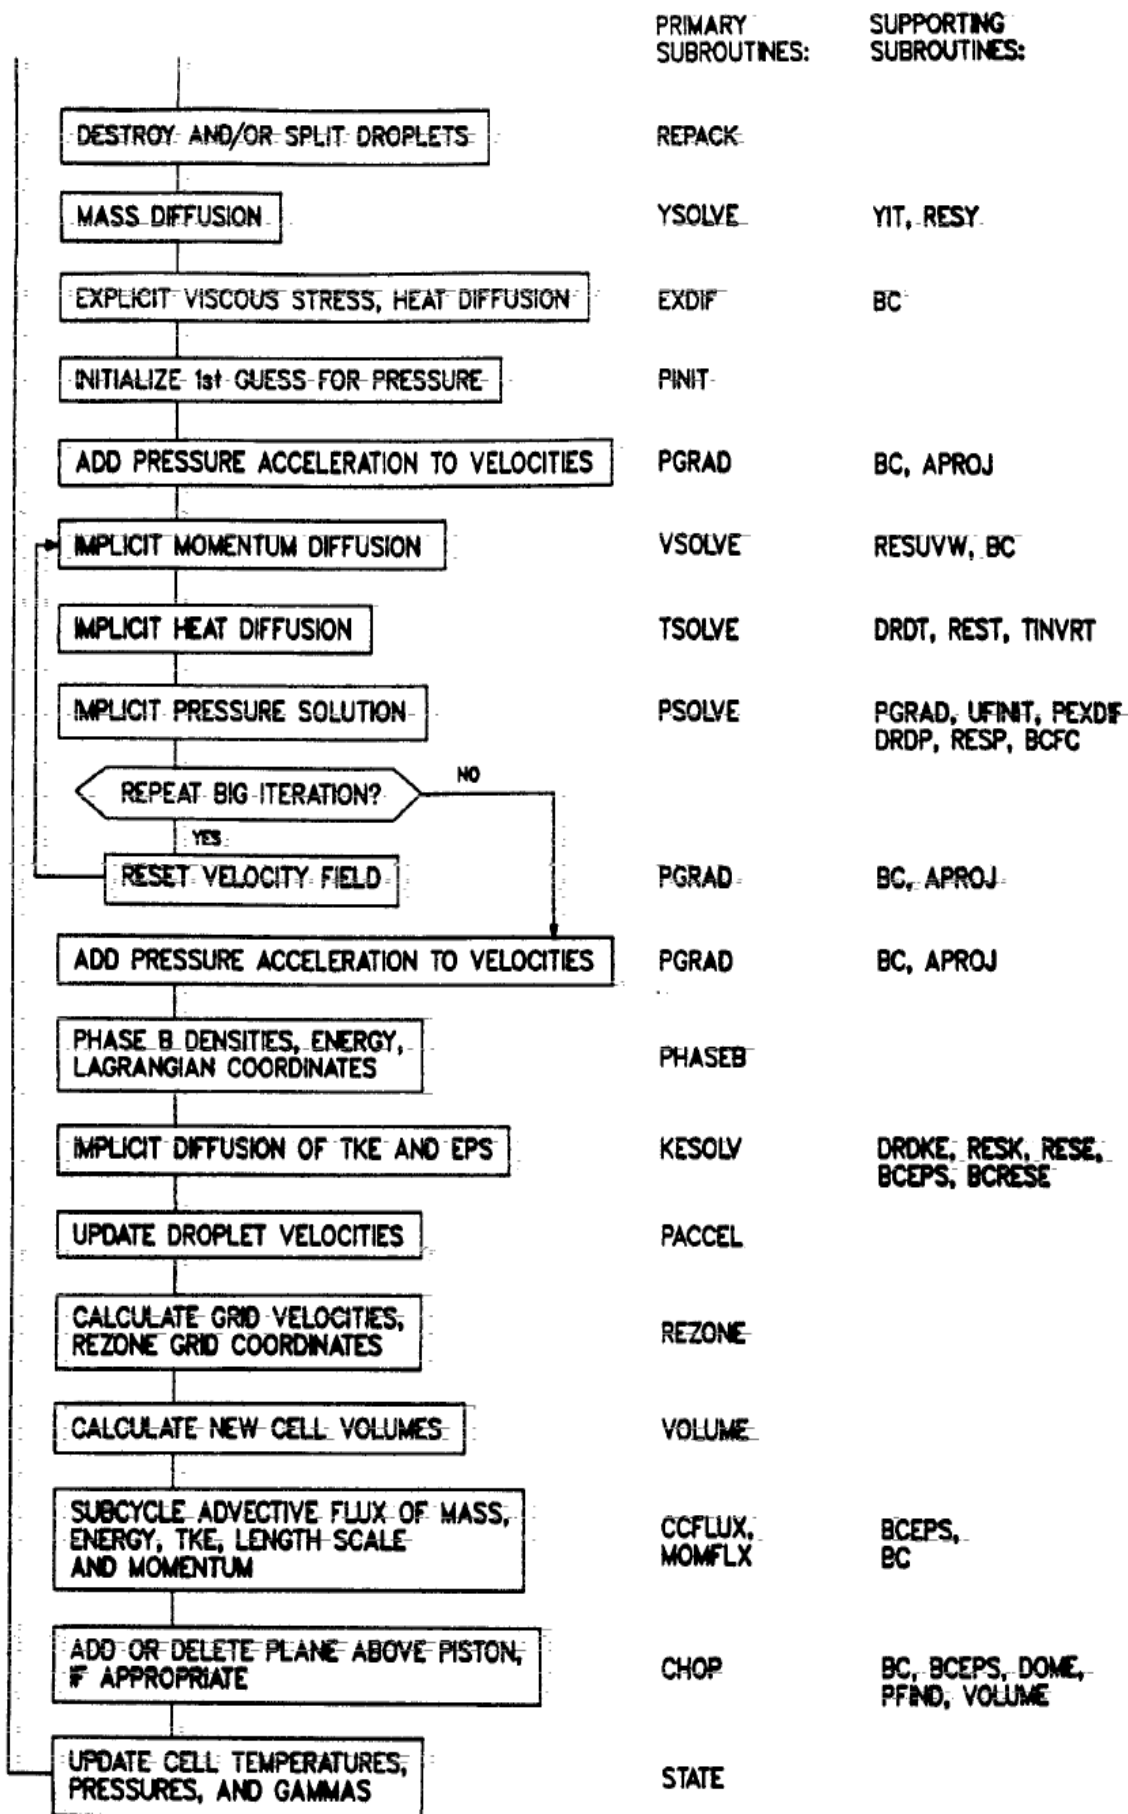 PRIMARY SUBROUTINES: SUPPORTING SUBROUTINES:
DESTROY AND/OR SPLIT DROPLETS REPACK
MASS DIFFUSION YSOLVE YIT, RESY
EXPLICIT VISCOUS STRESS, HEAT DIFFUSION EXDIF BC
INITIALIZE 1st GUESS FOR PRESSURE PINIT
ADD PRESSURE ACCELERATION TO VELOCITIES PGRAD BC, APROJ
IMPLICIT MOMENTUM DIFFUSION VSOLVE RESUVW, BC
IMPLICIT HEAT DIFFUSION TSOLVE DRDT, REST, TINVRT
IMPLICIT PRESSURE SOLUTION PSOLVE PGRAD, UFINIT, PEXDIF
DRDP, RESP, BCFC
NO
REPEAT BIG ITERATION?
YES
RESET VELOCITY FIELD PGRAD BC, APROJ
ADD PRESSURE ACCELERATION TO VELOCITIES PGRAD BC, APROJ
PHASE B DENSITIES, ENERGY,
LAGRANGIAN COORDINATES PHASEB
IMPLICIT DIFFUSION OF TKE AND EPS KESOLV DRDKE, RESK, RESE,
BCEPS, BCRESE
UPDATE DROPLET VELOCITIES PACCEL
CALCULATE GRID VELOCITIES,
REZONE GRID COORDINATES REZONE
CALCULATE NEW CELL VOLUMES VOLUME
SUBCYCLE ADVECTIVE FLUX OF MASS,
ENERGY, TKE, LENGTH SCALE CCFLUX, BCEPS,
AND MOMENTUM MOMFLX BC
ADD OR DELETE PLANE ABOVE PISTON,
IF APPROPRIATE CHOP BC, BCEPS, DOME,
PFIND, VOLUME
UPDATE CELL TEMPERATURES,
PRESSURES, AND GAMMAS STATE